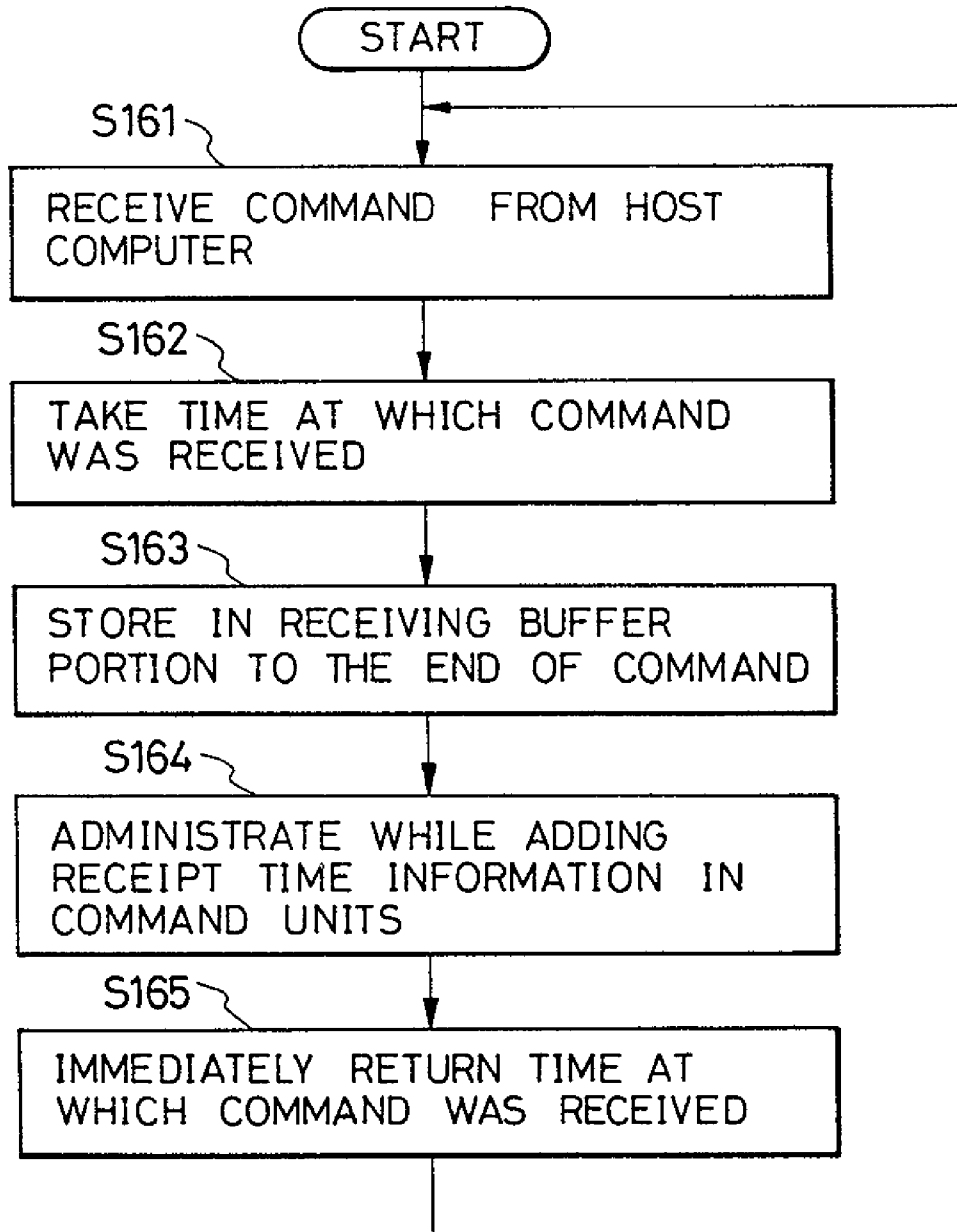 START
S161
RECEIVE COMMAND FROM HOST
COMPUTER
S162
TAKE TIME AT WHICH COMMAND
WAS RECEIVED
S163
STORE IN RECEIVING BUFFER
PORTION TO THE END OF COMMAND
S164
ADMINISTRATE WHILE ADDING
RECEIPT TIME INFORMATION IN
COMMAND UNITS
S165
IMMEDIATELY RETURN TIME AT
WHICH COMMAND WAS RECEIVED